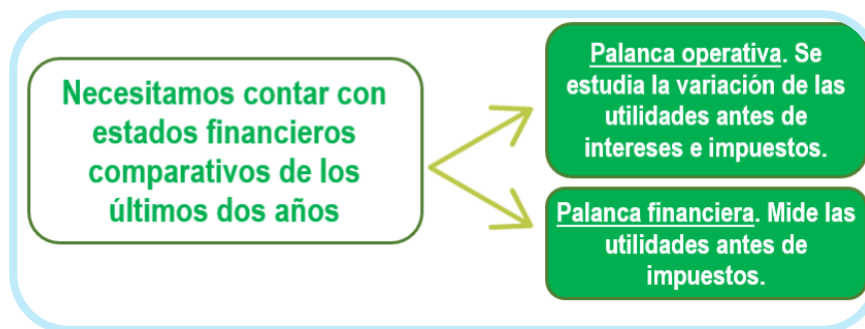 Necesitamos contar con
estados financieros
comparativos de los
últimos dos años
Palanca operativa. Se
estudia la variación de las
utilidades antes de
intereses e impuestos.
Palanca financiera. Mide las
utilidades antes de
impuestos.